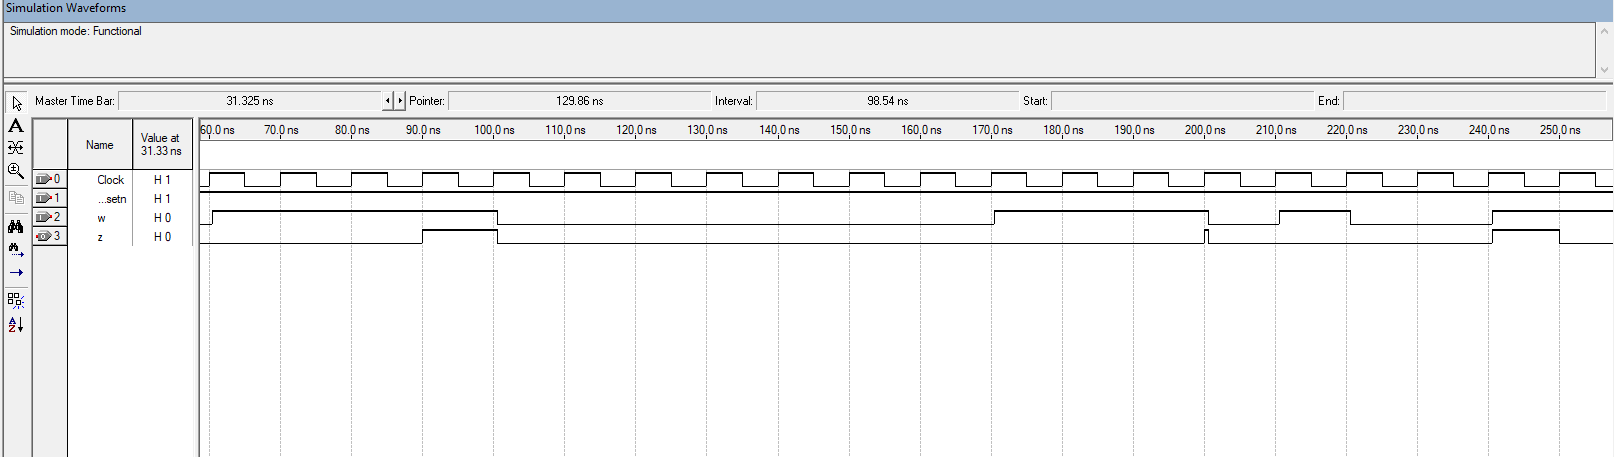 Simulation Waveforms
Simulation mode: Functional
Master Time Bar: 31.325 ns Pointer: 129.86 ns Interval: 98.54 ns Start: End:
Name Value at 31.33 ns 60.0 ns 70.0 ns 80.0 ns 90.0 ns 100.0 ns 110.0 ns 120.0 ns 130.0 ns 140.0 ns 150.0 ns 160.0 ns 170.0 ns 180.0 ns 190.0 ns 200.0 ns 210.0 ns 220.0 ns 230.0 ns 240.0 ns 250.0 ns
0 Clock H 1
1 ...setn H 1
2 w H 0
3 z H 0